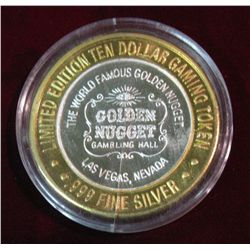 LIMITED EDITION TEN DOLLAR GAMING TOKEN
.999 FINE SILVER
THE WORLD FAMOUS GOLDEN NUGGET
GOLDEN
NUGGET
GAMBLING HALL
LAS VEGAS, NEVADA